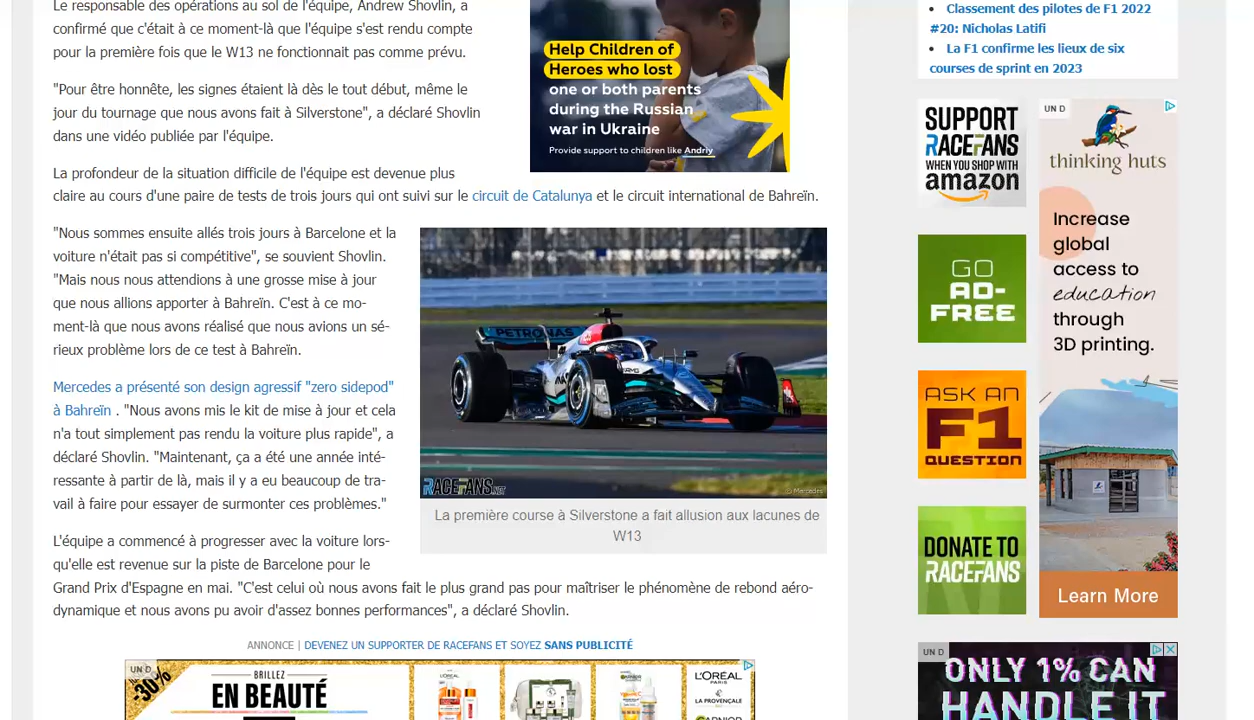 Le responsable des opérations au sol de l'équipe, Andrew Shovlin, a
confirmé que c'était à ce moment-là que l'équipe s'est rendu compte
pour la première fois que le W13 ne fonctionnait pas comme prévu.
"Pour être honnête, les signes étaient là dès le tout début, même le
jour du tournage que nous avons fait à Silverstone", a déclaré Shovlin
dans une vidéo publiée par l'équipe.
La profondeur de la situation difficile de l'équipe est devenue plus
claire au cours d'une paire de tests de trois jours qui ont suivi sur le circuit de Catalunya et le circuit international de Bahreïn.
Help Children of
Heroes who lost
one or both parents
during the Russian
war in Ukraine
Provide support to children like Andriy
"Nous sommes ensuite allés trois jours à Barcelone et la
voiture n'était pas si compétitive", se souvient Shovlin.
"Mais nous nous attendions à une grosse mise à jour
que nous allions apporter à Bahreïn. C'est à ce mo-
ment-là que nous avons réalisé que nous avions un sé-
rieux problème lors de ce test à Bahreïn.
Mercedes a présenté son design agressif "zero sidepod"
à Bahreïn . "Nous avons mis le kit de mise à jour et cela
n'a tout simplement pas rendu la voiture plus rapide", a
déclaré Shovlin. "Maintenant, ça a été une année inté-
ressante à partir de là, mais il y a eu beaucoup de tra-
vail à faire pour essayer de surmonter ces problèmes."
PETRONAS
RACEFANS.NET
© Mercedes
La première course à Silverstone a fait allusion aux lacunes de
W13
L'équipe a commencé à progresser avec la voiture lors-
qu'elle est revenue sur la piste de Barcelone pour le
Grand Prix d'Espagne en mai. "C'est celui où nous avons fait le plus grand pas pour maîtriser le phénomène de rebond aéro-
dynamique et nous avons pu avoir d'assez bonnes performances", a déclaré Shovlin.
ANNONCE | DEVENEZ UN SUPPORTER DE RACEFANS ET SOYEZ SANS PUBLICITÉ
UN D
-30%
BRILLEZ
EN BEAUTÉ
L'ORÉAL
PARIS
LA PROVENÇALE
GARNIER
• Classement des pilotes de F1 2022
#20: Nicholas Latifi
• La F1 confirme les lieux de six
courses de sprint en 2023
SUPPORT
RACEFANS
WHEN YOU SHOP WITH
amazon
GO
AD-
FREE
ASK AN
F1
QUESTION
DONATE TO
RACEFANS
UN D
thinking huts
Increase
global
access to
education
through
3D printing.
Learn More
UN D
ONLY 1% CAN
HANDLE IT